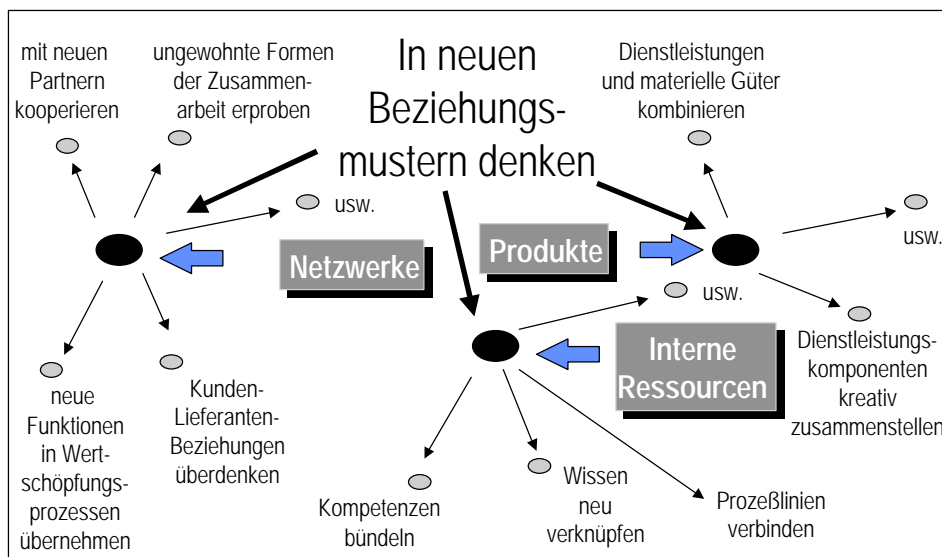 In neuen
Beziehungs-
mustern denken
mit neuen
Partnern
kooperieren
ungewohnte Formen
der Zusammen-
arbeit erproben
usw.
Netzwerke
neue
Funktionen
in Wert-
schöpfungs-
prozessen
übernehmen
Kunden-
Lieferanten-
Beziehungen
überdenken
Dienstleistungen
und materielle Güter
kombinieren
usw.
Produkte
Dienstleistungs-
komponenten
kreativ
zusammenstellen
usw.
Interne
Ressourcen
Kompetenzen
bündeln
Wissen
neu
verknüpfen
Prozeßlinien
verbinden